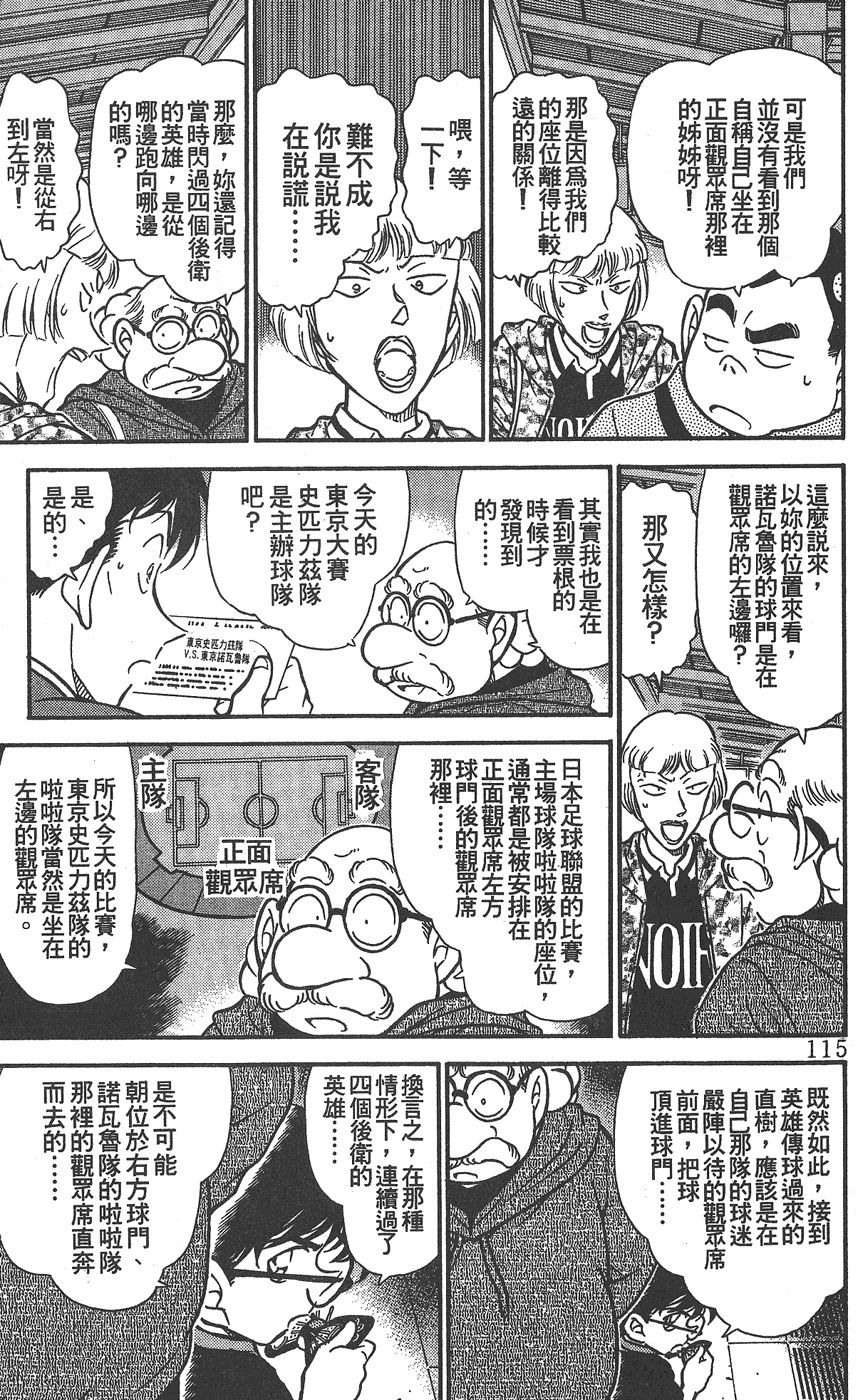 可是我們
並沒有看到那個
自稱自己坐在
正面觀眾席那裡
的姊姊呀！
那是因為我們
的座位離得比較
遠的關係！
NOIR
喂，等
一下！
難不成
你是說我
在説謊……
那麼，妳還記得
當時閃過四個後衛
的英雄，是從
哪邊跑向哪邊
的嗎？
當然是從右
到左呀！
這麼説來，
以妳的位置來看，
諾瓦魯隊的球門是在
觀眾席的左邊囉？
那又怎樣？
NOIR
其實我也是在
看到票根的
時候才
發現到
的……
今天的
東京大賽
史匹力茲隊
是主辦球隊
吧？
東京史匹力茲隊
V.S.東京諾瓦魯隊
是、
是的…
日本足球聯盟的比賽，
主場球隊啦啦隊的座位，
通常都是被安排在
正面觀眾席左方
球門後的觀眾席
那裡……
客隊
主隊
正面
觀眾席
所以今天的比賽，
東京史匹力茲隊的
啦啦隊當然是坐在
左邊的觀眾席。
115
既然如此，接到
英雄傳球過來的
直樹，應該是在
自己那隊的球迷
嚴陣以待的觀眾席
前面，把球
頂進球門……
換言之，在那種
情形下，連續過了
四個後衛的
英雄……
是不可能
朝位於右方球門、
諾瓦魯隊的啦啦隊
那裡的觀眾席直奔
而去的……